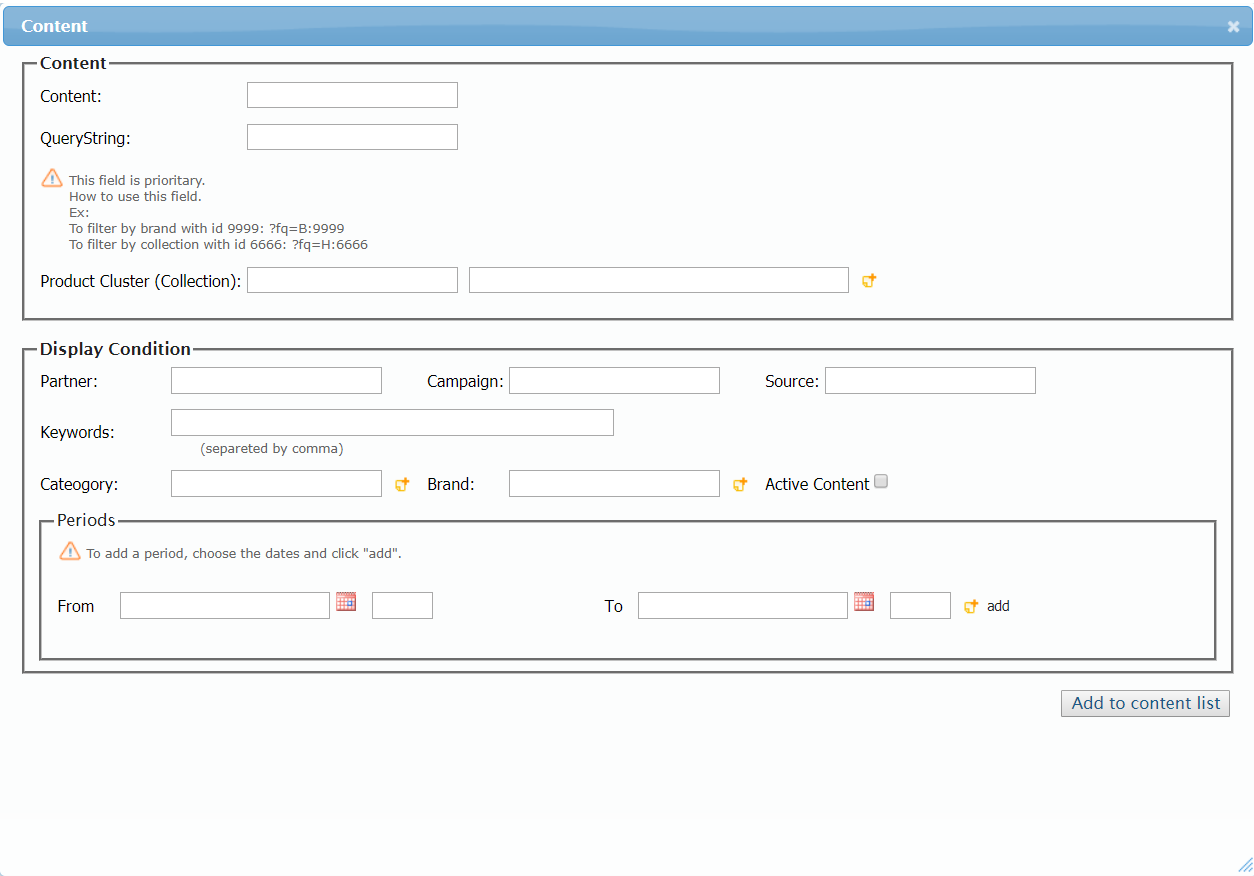 Content
Content
Content:
QueryString:
This field is prioritary.
How to use this field.
Ex:
To filter by brand with id 9999: ?fq=B:9999
To filter by collection with id 6666: ?fq=H:6666
Product Cluster (Collection):
Display Condition
Partner: Campaign: Source:
Keywords:
(separeted by comma)
Cateogory: Brand: Active Content
Periods
To add a period, choose the dates and click "add".
From To add
Add to content list